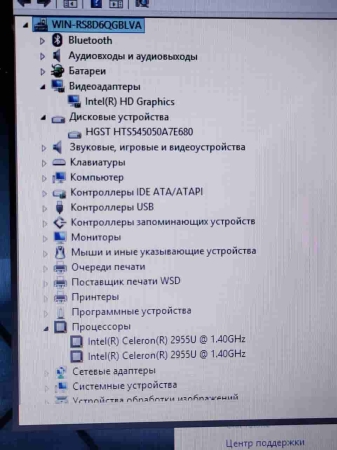 WIN-RS8D6QGBLVA
Bluetooth
Аудиовходы и аудиовыходы
Батареи
Видеоадаптеры
Intel(R) HD Graphics
Дисковые устройства
HGST HTS545050A7E680
Звуковые, игровые и видеоустройства
Клавиатуры
Компьютер
Контроллеры IDE ATA/ATAPI
Контроллеры USB
Контроллеры запоминающих устройств
Мониторы
Мыши и иные указывающие устройства
Очереди печати
Поставщик печати WSD
Принтеры
Программные устройства
Процессоры
Intel(R) Celeron(R) 2955U @ 1.40GHz
Intel(R) Celeron(R) 2955U @ 1.40GHz
Сетевые адаптеры
Системные устройства
Устройства обработки изображений
Центр поддержки